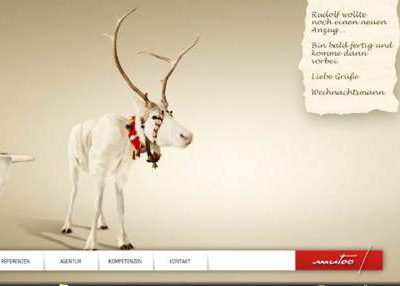 Rudolf wollte
noch einen neuen
Anzug...
Bin bald fertig und
komme dann
vorbei
Liebe Grüße
Weihnachtsmann
REFERENZEN AGENTUR KOMPETENZEN KONTAKT
mutoo